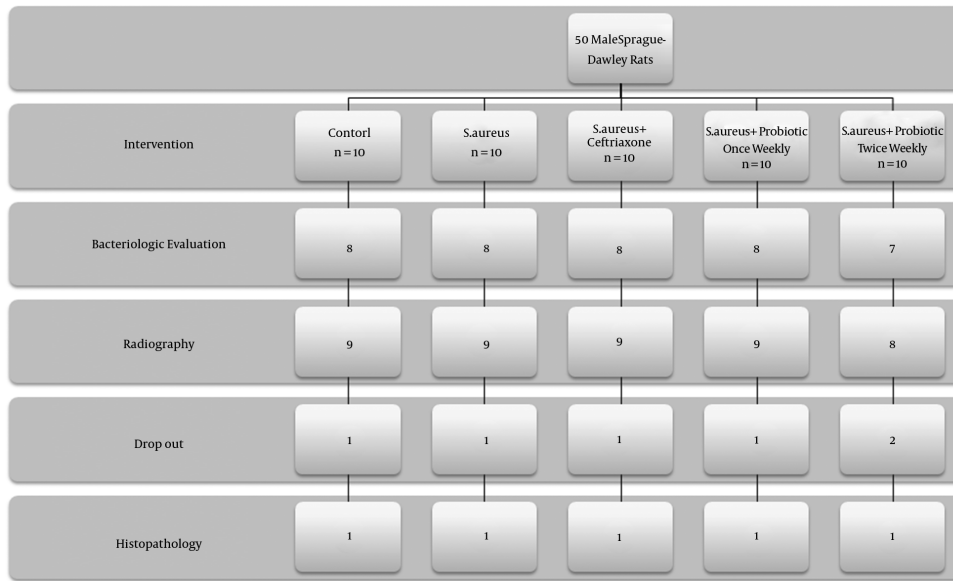 50 MaleSprague-
Dawley Rats
Intervention
Contorl
n = 10
S.aureus
n = 10
S.aureus+
Ceftriaxone
n = 10
S.aureus+ Probiotic
Once Weekly
n = 10
S.aureus+ Probiotic
Twice Weekly
n = 10
Bacteriologic Evaluation
8
8
8
8
7
Radiography
9
9
9
9
8
Drop out
1
1
1
1
2
Histopathology
1
1
1
1
1